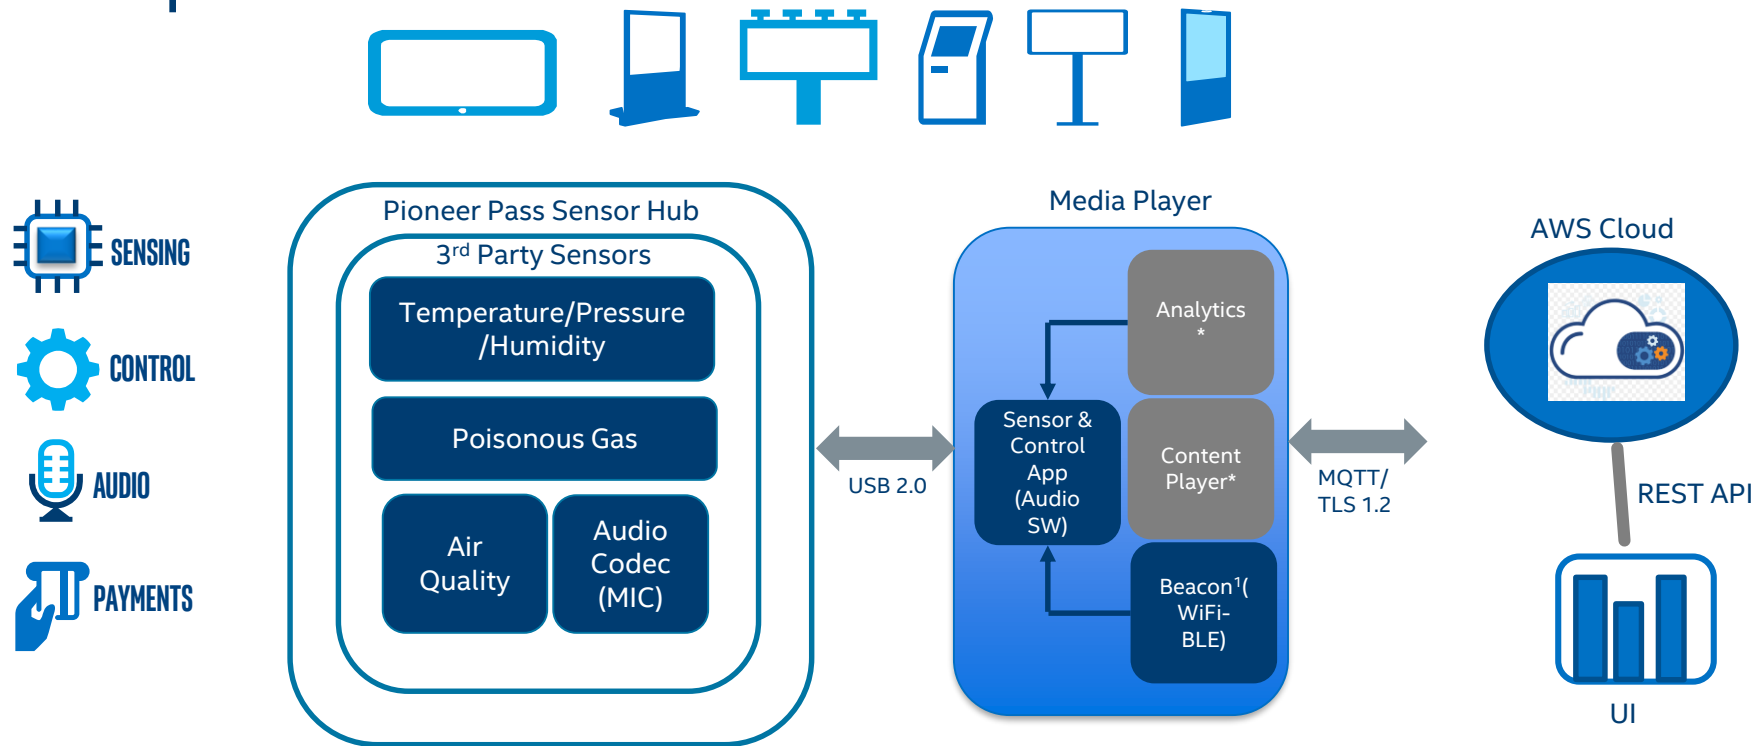 SENSING
CONTROL
AUDIO
PAYMENTS
Pioneer Pass Sensor Hub
3rd Party Sensors
Temperature/Pressure
/Humidity
Poisonous Gas
Air
Quality
Audio
Codec
(MIC)
USB 2.0
Media Player
Analytics
*
Sensor &
Control
App
(Audio
SW)
Content
Player*
Beacon¹(
WiFi-
BLE)
MQTT/
TLS 1.2
AWS Cloud
REST API
UI